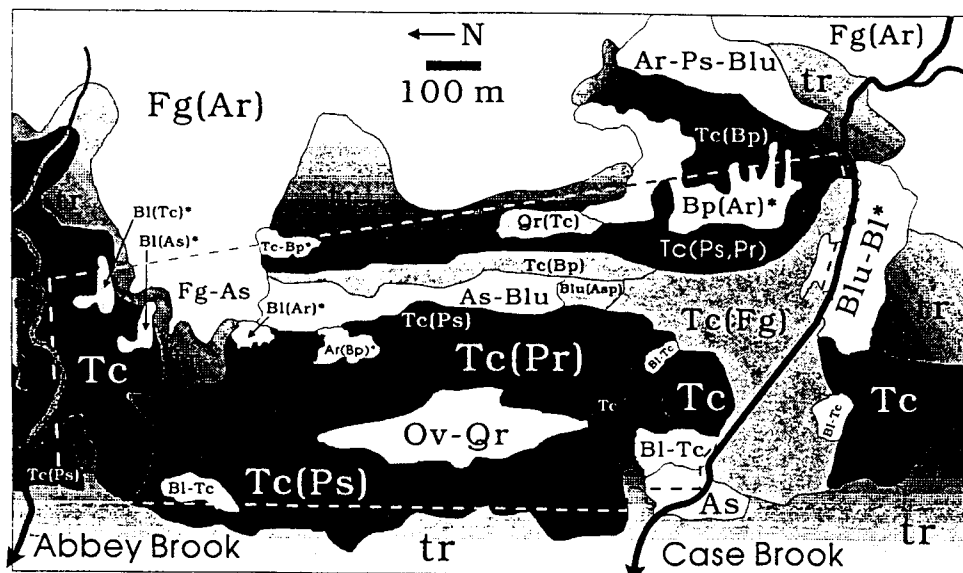 Fg(Ar)
← N
Ar-Ps-Blu
100 m
Fg(Ar)
tr
Tc(Bp)
tr
tr
Bl(Tc)*
Bl(As)*
Bp(Ar)*
Qr(Tc)
Tc-Bp*
Tc(Ps,Pr)
Blu-Bl*
Tc(Bp)
Fg-As
Bl(Ar)*
As-Blu
Blu(Asp)
Tc(Fg)
tr
Tc(Ps)
Ar(Bp)*
Tc(Pr)
Bl-Tc
Tc
Tc
Tc
Tc
Bl-Tc
Ov-Qr
Bl-Tc
Tc(Ps)
Bl-Tc
Tc(Ps)
As
tr
tr
Abbey Brook
Case Brook